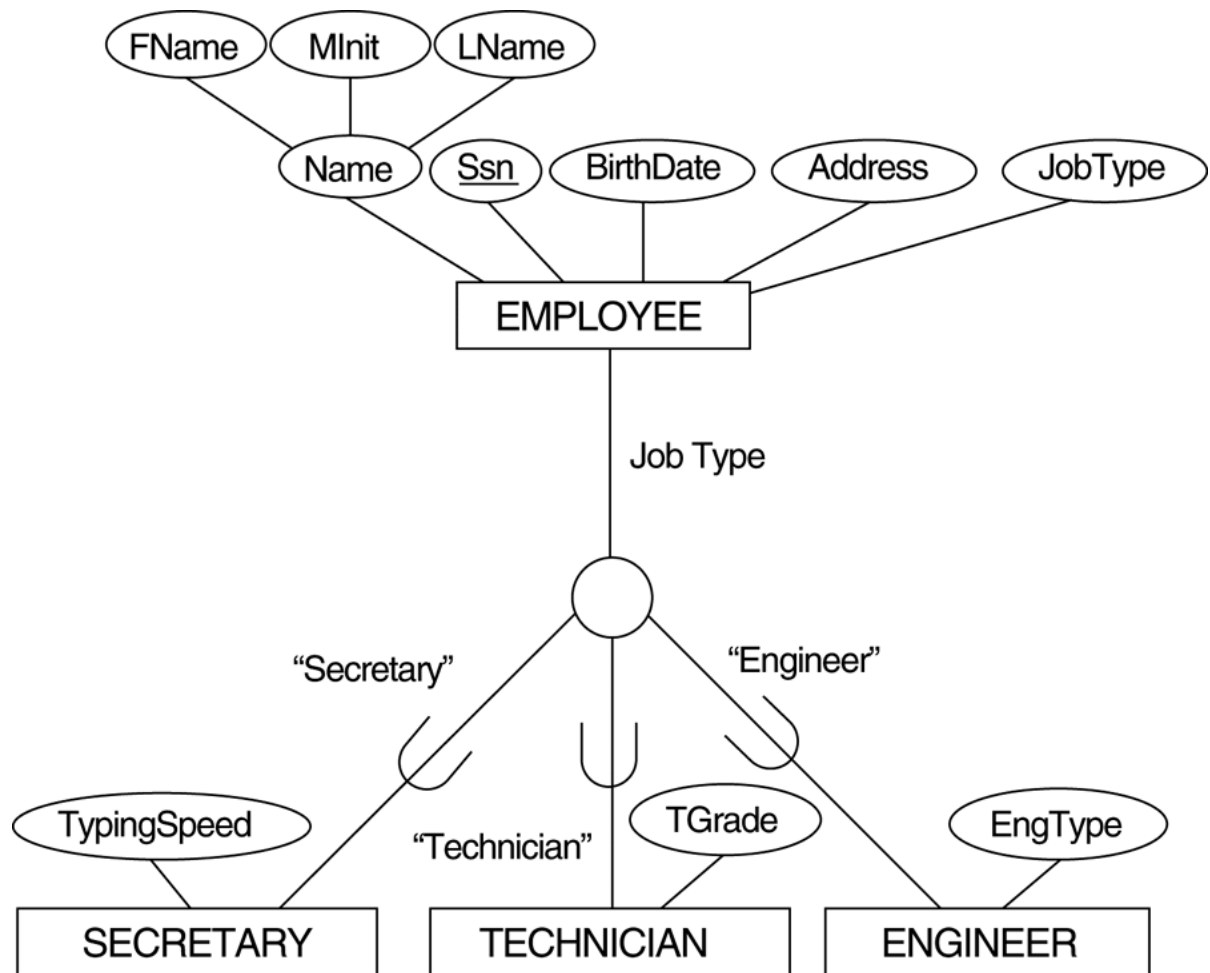 FName
MInit
LName
Name
Ssn
BirthDate
Address
JobType
EMPLOYEE
Job Type
“Secretary”
“Engineer”
“Technician”
TypingSpeed
TGrade
EngType
SECRETARY
TECHNICIAN
ENGINEER